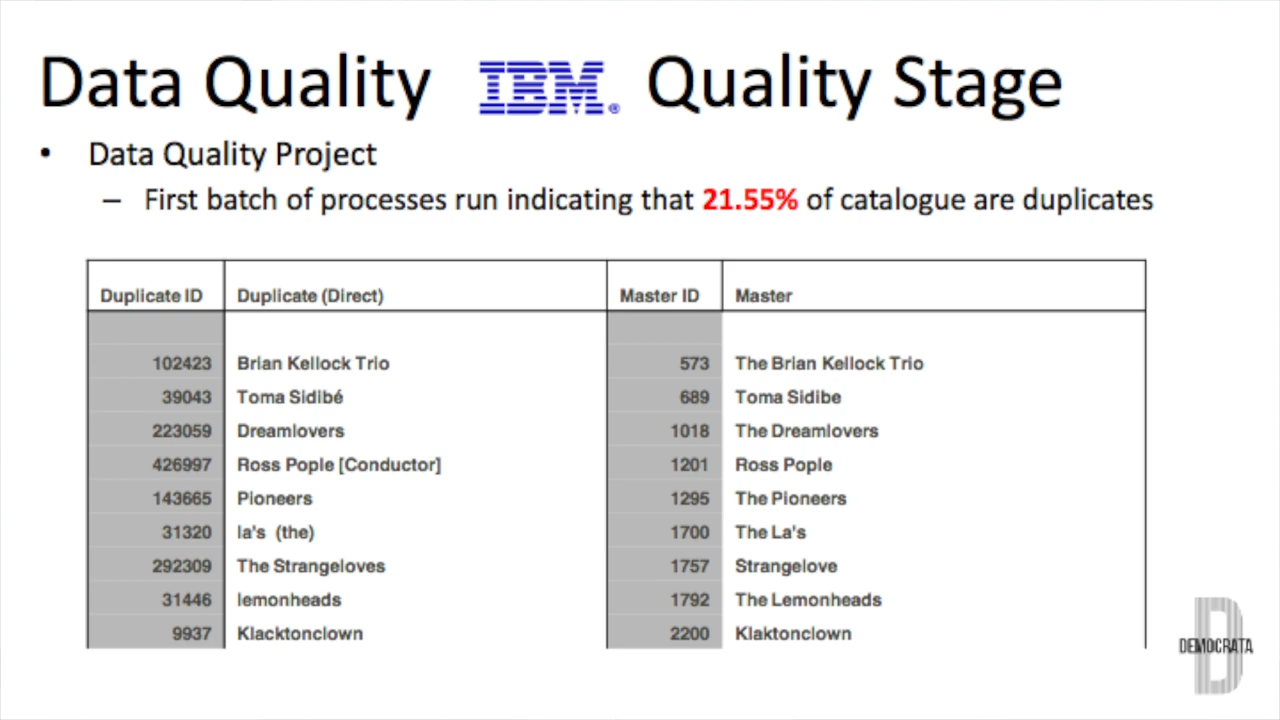 Data Quality IBM® Quality Stage
• Data Quality Project
– First batch of processes run indicating that 21.55% of catalogue are duplicates
Duplicate ID Duplicate (Direct) Master ID Master
102423 Brian Kellock Trio 573 The Brian Kellock Trio
39043 Toma Sidibé 689 Toma Sidibe
223059 Dreamlovers 1018 The Dreamlovers
426997 Ross Pople [Conductor] 1201 Ross Pople
143665 Pioneers 1295 The Pioneers
31320 la's (the) 1700 The La's
292309 The Strangeloves 1757 Strangelove
31446 lemonheads 1792 The Lemonheads
9937 Klacktonclown 2200 Klaktonclown
D
DEMOCRATA